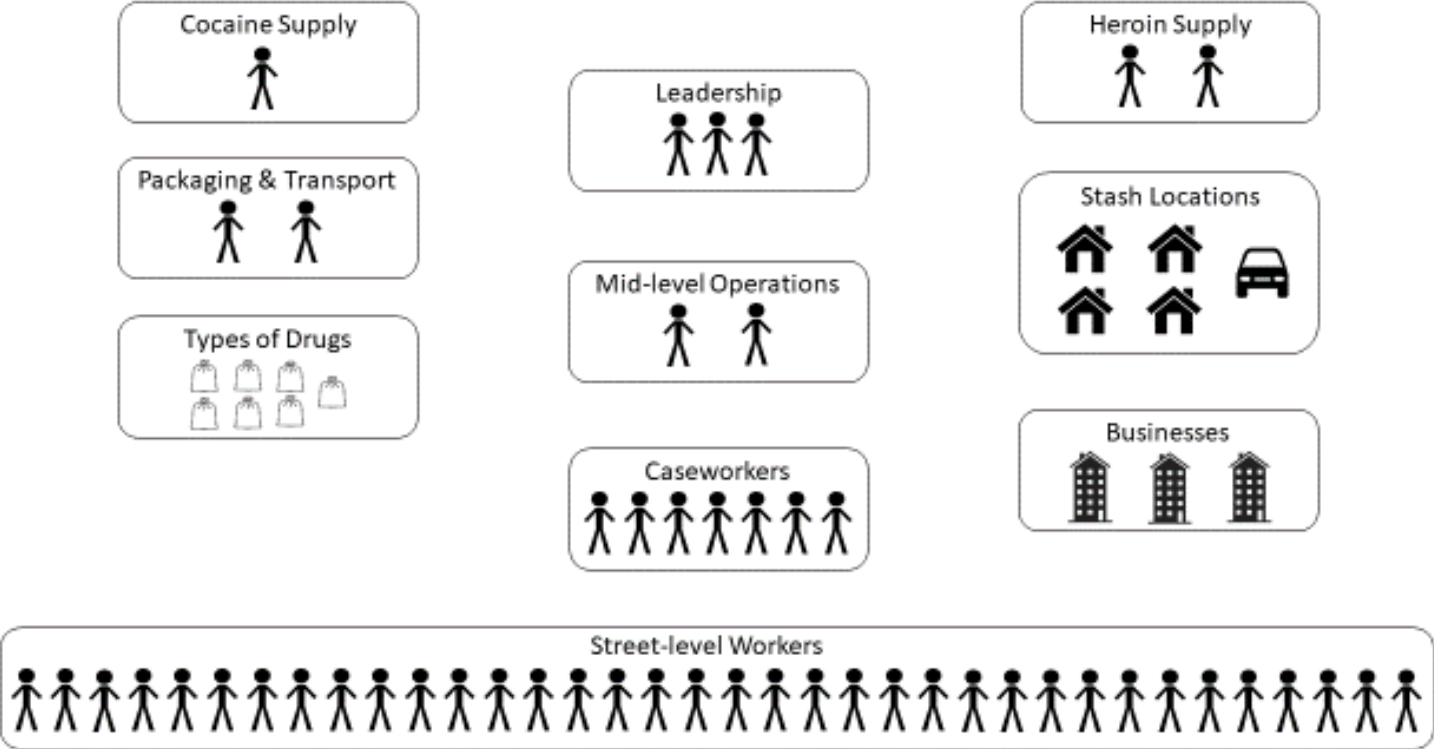 Cocaine Supply
Heroin Supply
Leadership
Packaging & Transport
Stash Locations
Mid-level Operations
Types of Drugs
Businesses
Caseworkers
Street-level Workers